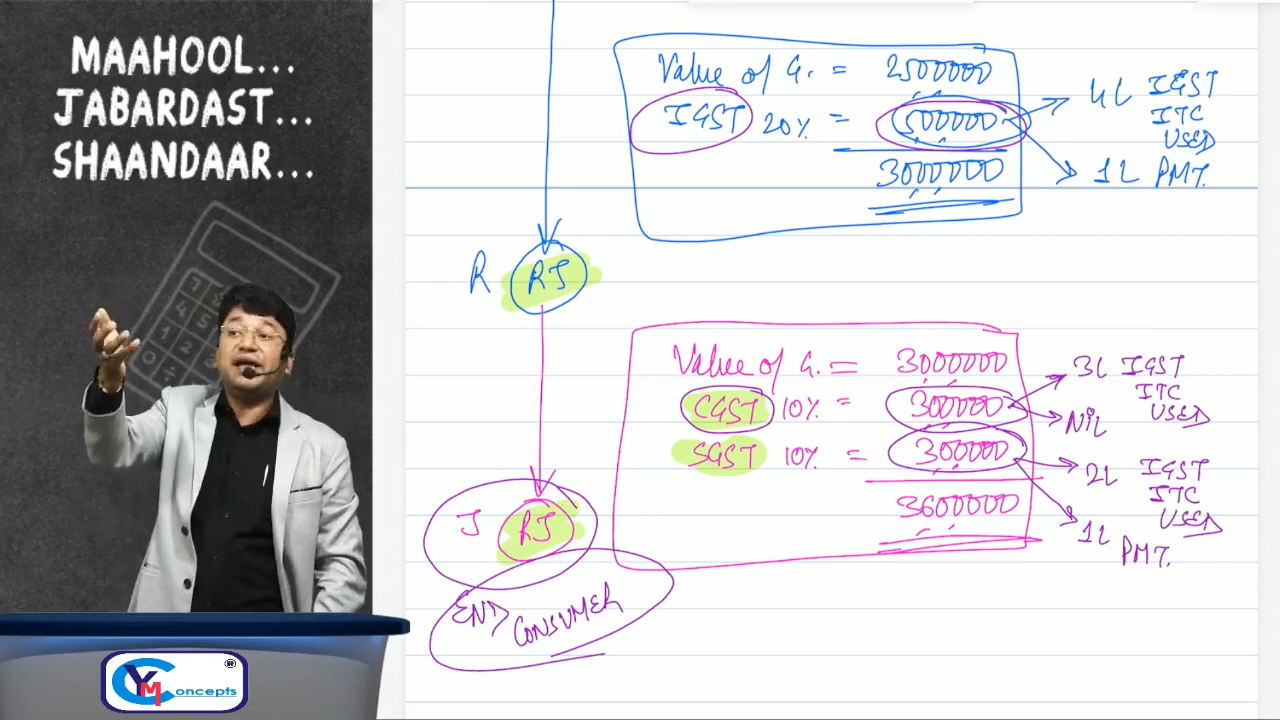 MAAHOOL...
JABARDAST...
SHAANDAAR...
Value of G. = 2500000
IGST 20% = 500000
3000000
4L IGST
ITC
USED
1L PMT.
R RJ
Value of G. = 3000000
CGST 10% = 300000
SGST 10% = 300000
3600000
3L IGST
ITC
USED
NIL
2L IGST
ITC
USED
1L
PMT.
J RJ
END CONSUMER
CYM Concepts ®